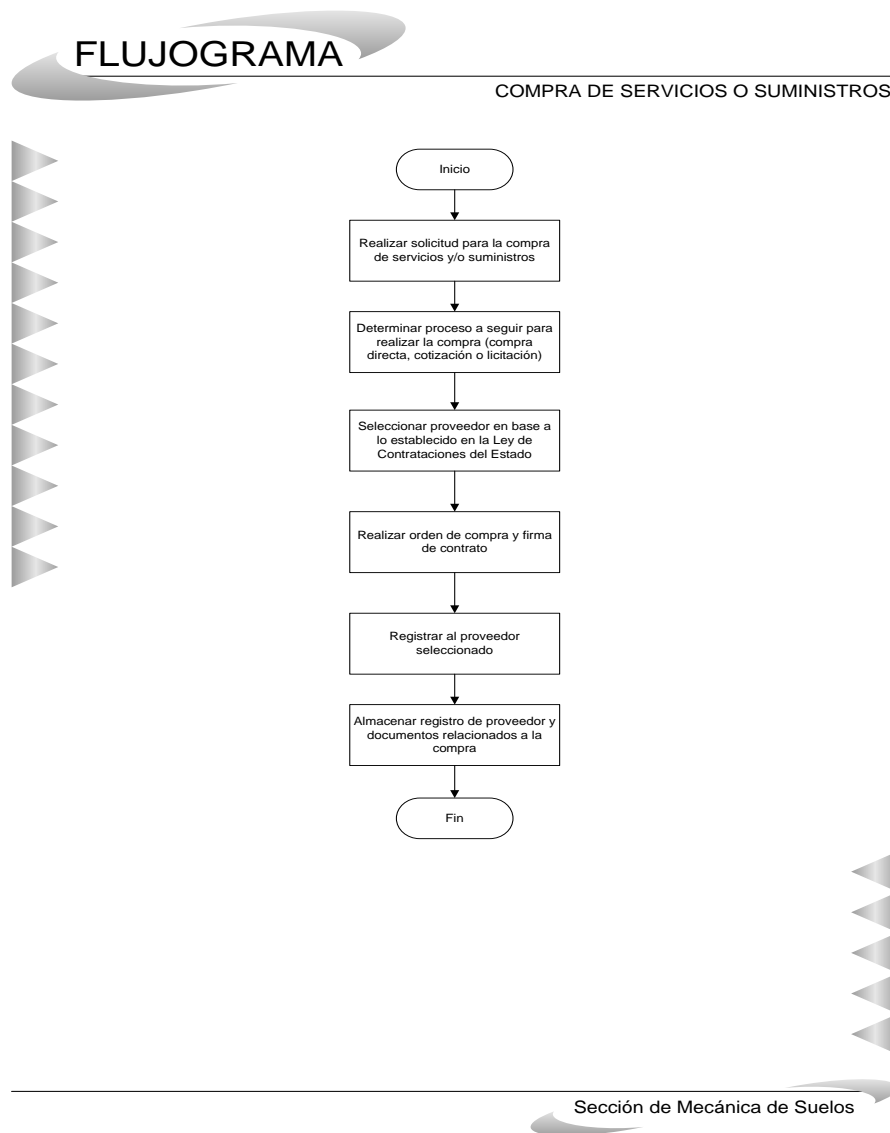 FLUJOGRAMA
COMPRA DE SERVICIOS O SUMINISTROS
Inicio
Realizar solicitud para la compra
de servicios y/o suministros
Determinar proceso a seguir para
realizar la compra (compra
directa, cotización o licitación)
Seleccionar proveedor en base a
lo establecido en la Ley de
Contrataciones del Estado
Realizar orden de compra y firma
de contrato
Registrar al proveedor
seleccionado
Almacenar registro de proveedor y
documentos relacionados a la
compra
Fin
Sección de Mecánica de Suelos